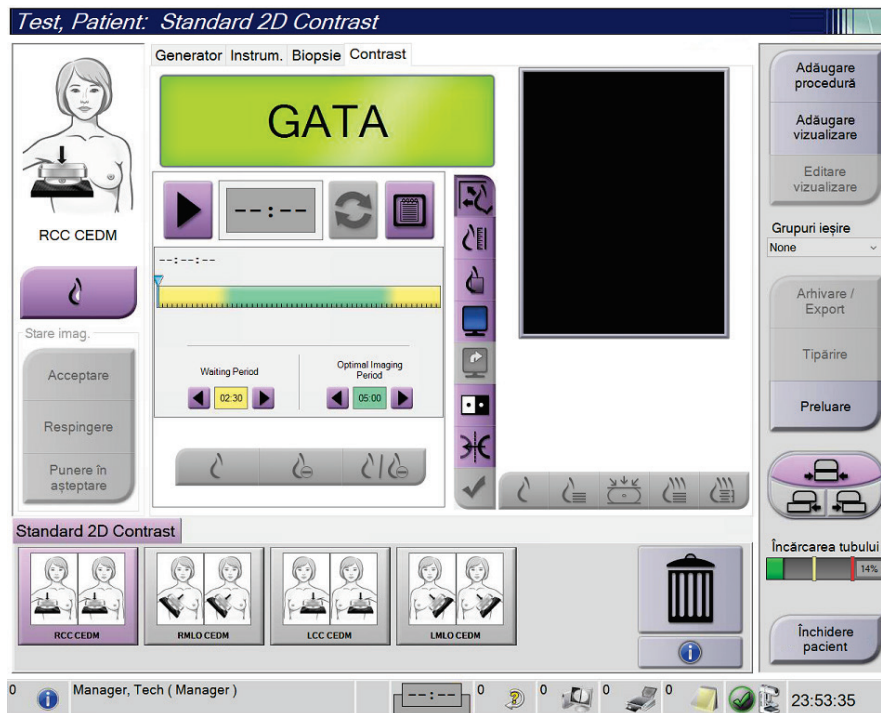 Test, Patient: Standard 2D Contrast
Generator Instrum. Biopsie Contrast
GATA
RCC CEDM
--:--
--:--:--
Waiting Period
02:30
Optimal Imaging
Period
05:00
Stare imag.
Acceptare
Respingere
Punere în
așteptare
Adăugare
procedură
Adăugare
vizualizare
Editare
vizualizare
Grupuri ieșire
None
Arhivare /
Export
Tipărire
Preluare
Încărcarea tubului
14%
Închidere
pacient
Standard 2D Contrast
RCC CEDM
RMLO CEDM
LCC CEDM
LMLO CEDM
0 Manager, Tech ( Manager ) --:-- 0 0 0 0 23:53:35